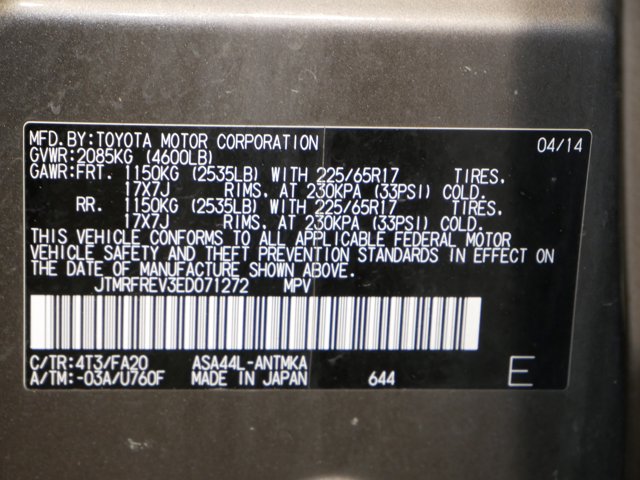 MFD.BY:TOYOTA MOTOR CORPORATION 04/14
GVWR:2085KG (4600LB)
GAWR:FRT. 1150KG (2535LB) WITH 225/65R17 TIRES.
17X7J RIMS. AT 230KPA (33PSI) COLD.
RR. 1150KG (2535LB) WITH 225/65R17 TIRES.
17X7J RIMS. AT 230KPA (33PSI) COLD.
THIS VEHICLE CONFORMS TO ALL APPLICABLE FEDERAL MOTOR
VEHICLE SAFETY AND THEFT PREVENTION STANDARDS IN EFFECT ON
THE DATE OF MANUFACTURE SHOWN ABOVE.
JTMRFREV3ED071272 MPV
C/TR:4T3/FA20 ASA44L-ANTMKA
A/TM:-03A/U760F MADE IN JAPAN 644 E